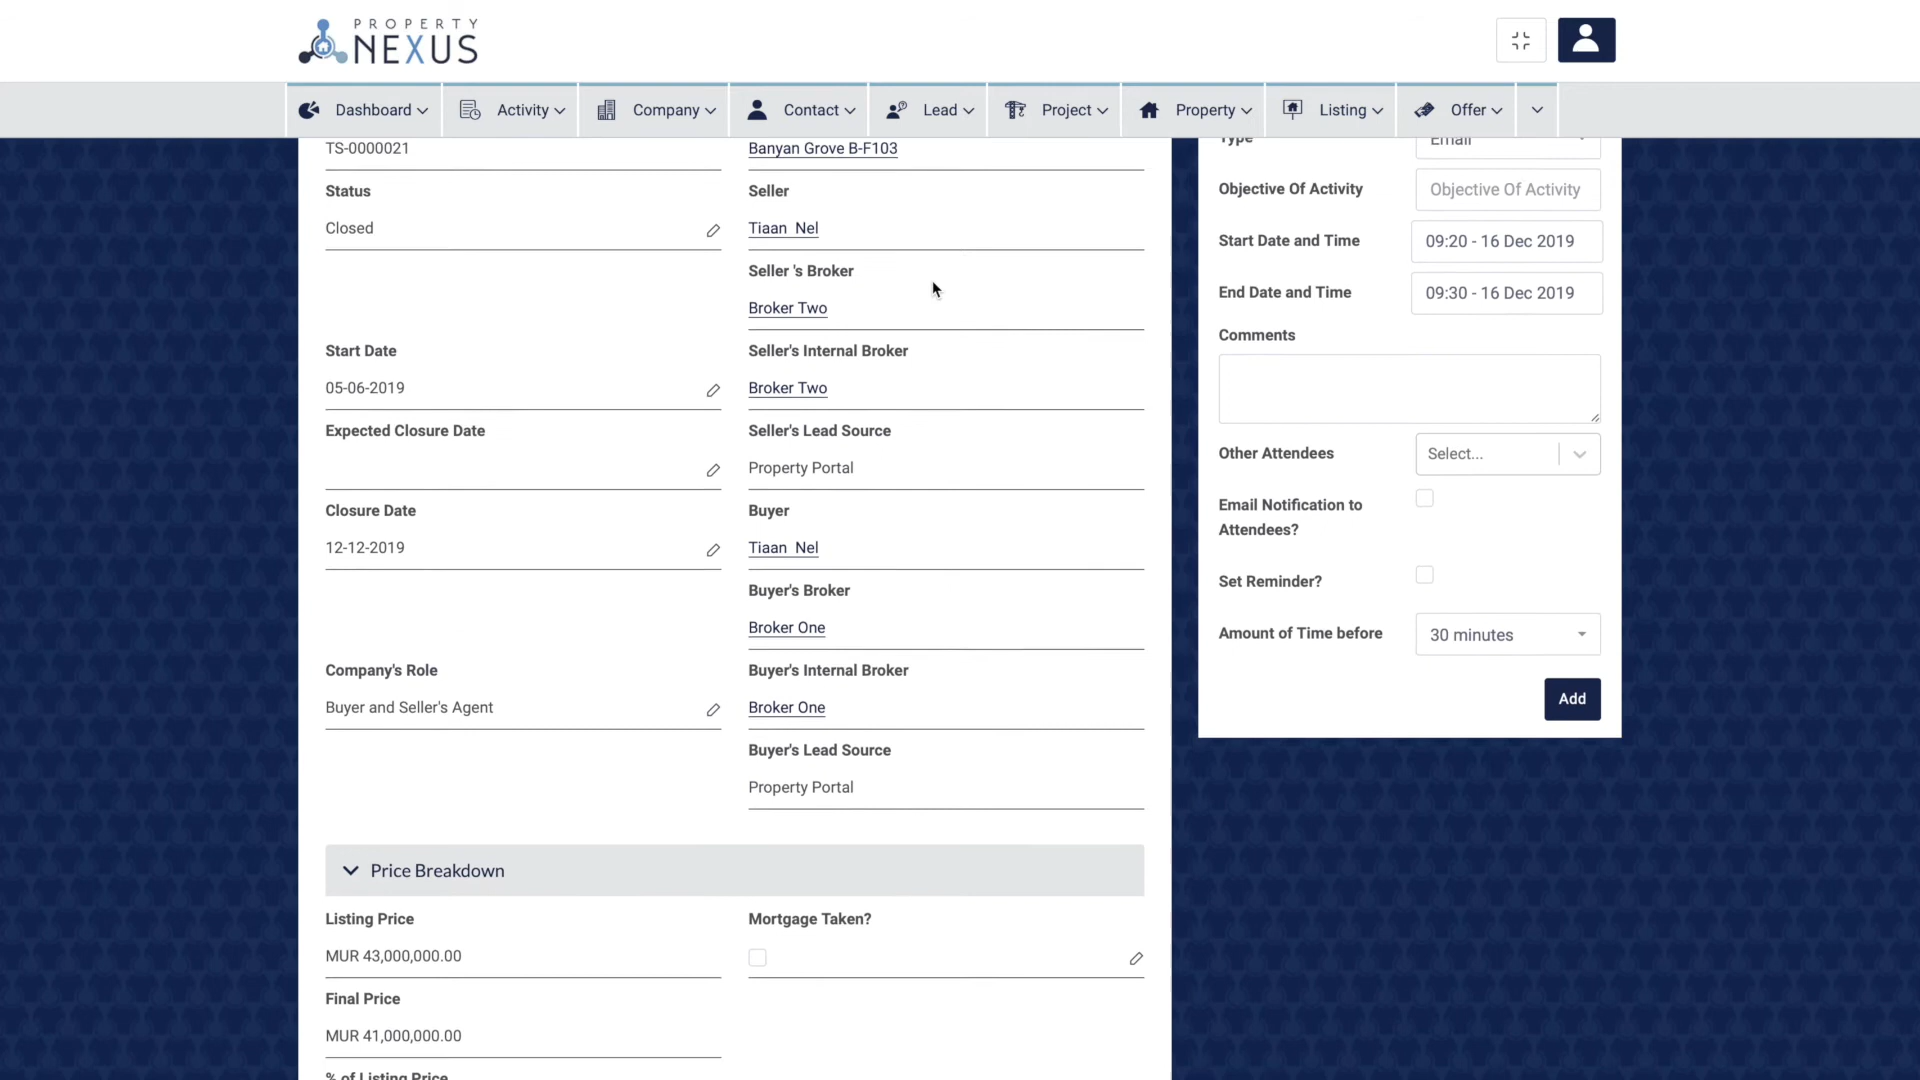 PROPERTY
NEXUS
Dashboard
Activity
Company
Contact
Lead
Project
Property
Listing
Offer
TS-0000021
Banyan Grove B-F103
Status
Closed
Seller
Tiaan Nel
Seller 's Broker
Broker Two
Start Date
05-06-2019
Seller's Internal Broker
Broker Two
Expected Closure Date
Seller's Lead Source
Property Portal
Closure Date
12-12-2019
Buyer
Tiaan Nel
Buyer's Broker
Broker One
Company's Role
Buyer and Seller's Agent
Buyer's Internal Broker
Broker One
Buyer's Lead Source
Property Portal
Price Breakdown
Listing Price
MUR 43,000,000.00
Mortgage Taken?
Final Price
MUR 41,000,000.00
% of Listing Price
Type
Email
Objective Of Activity
Objective Of Activity
Start Date and Time
09:20 - 16 Dec 2019
End Date and Time
09:30 - 16 Dec 2019
Comments
Other Attendees
Select...
Email Notification to
Attendees?
Set Reminder?
Amount of Time before
30 minutes
Add